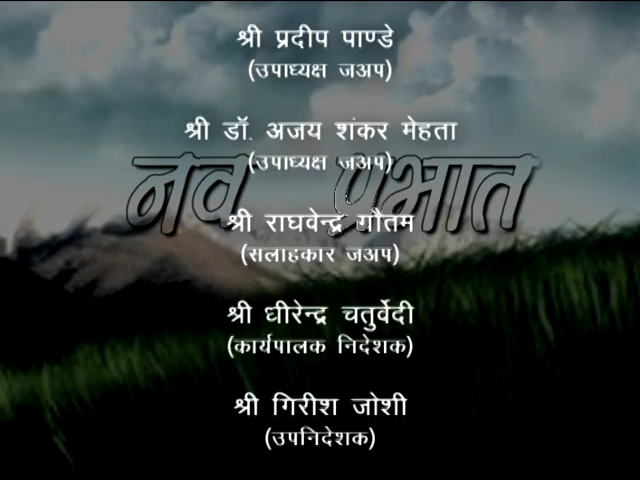 श्री प्रदीप पाण्डे
(उपाध्यक्ष जअप)
श्री डॉ. अजय शंकर मेहता
(उपाध्यक्ष जअप)
नव प्रभात
श्री राघवेन्द्र गौतम
(सलाहकार जअप)
श्री धीरेन्द्र चतुर्वेदी
(कार्यपालक निदेशक)
श्री गिरीश जोशी
(उपनिदेशक)